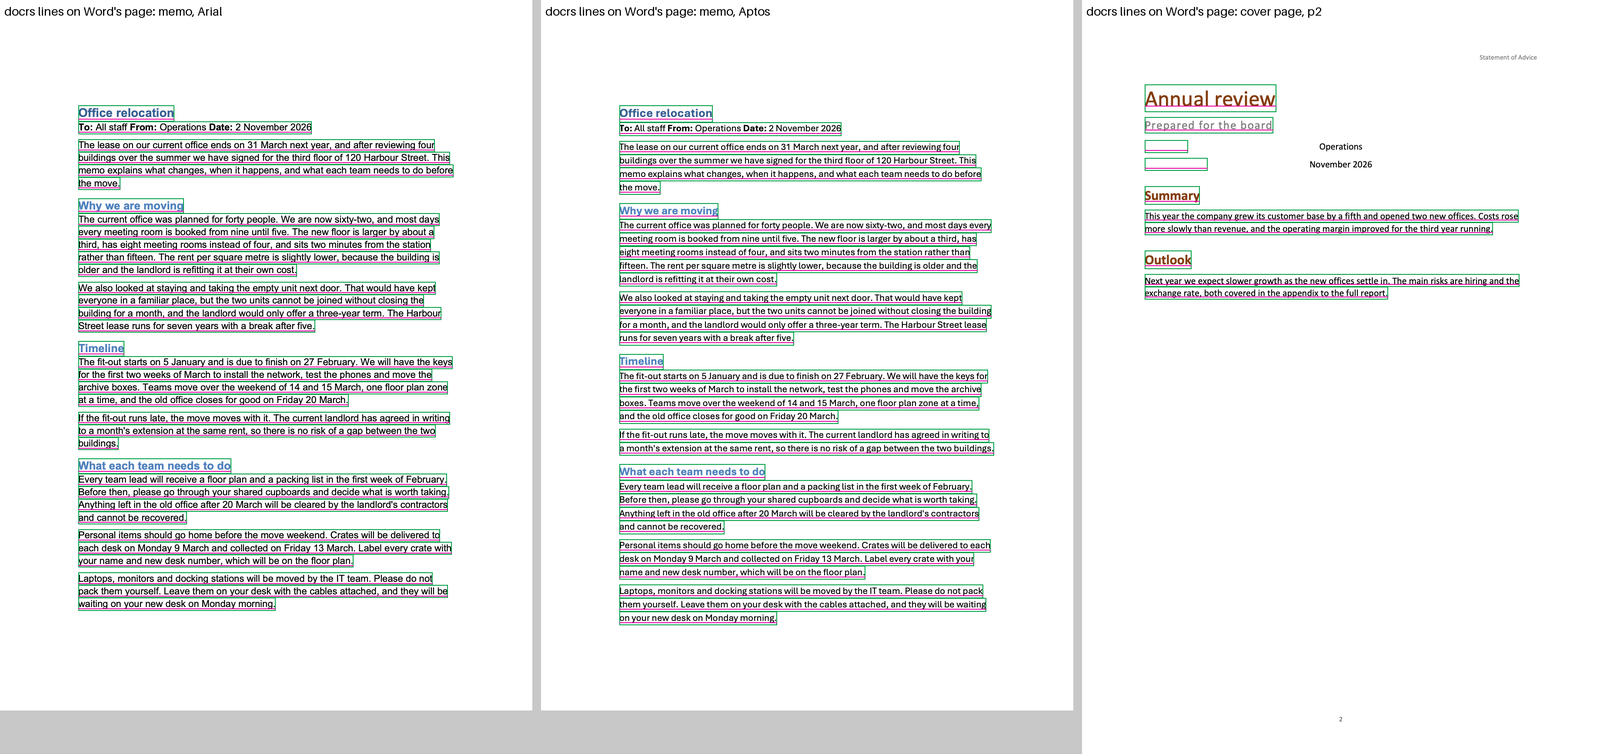 docrs lines on Word's page: memo, Arial
Office relocation
To: All staff From: Operations Date: 2 November 2026
The lease on our current office ends on 31 March next year, and after reviewing four
buildings over the summer we have signed for the third floor of 120 Harbour Street. This
memo explains what changes, when it happens, and what each team needs to do before
the move.
Why we are moving
The current office was planned for forty people. We are now sixty-two, and most days
every meeting room is booked from nine until five. The new floor is larger by about a
third, has eight meeting rooms instead of four, and sits two minutes from the station
rather than fifteen. The rent per square metre is slightly lower, because the building is
older and the landlord is refitting it at their own cost.
We also looked at staying and taking the empty unit next door. That would have kept
everyone in a familiar place, but the two units cannot be joined without closing the
building for a month, and the landlord would only offer a three-year term. The Harbour
Street lease runs for seven years with a break after five.
Timeline
The fit-out starts on 5 January and is due to finish on 27 February. We will have the keys
for the first two weeks of March to install the network, test the phones and move the
archive boxes. Teams move over the weekend of 14 and 15 March, one floor plan zone
at a time, and the old office closes for good on Friday 20 March.
If the fit-out runs late, the move moves with it. The current landlord has agreed in writing
to a month's extension at the same rent, so there is no risk of a gap between the two
buildings.
What each team needs to do
Every team lead will receive a floor plan and a packing list in the first week of February.
Before then, please go through your shared cupboards and decide what is worth taking.
Anything left in the old office after 20 March will be cleared by the landlord's contractors
and cannot be recovered.
Personal items should go home before the move weekend. Crates will be delivered to
each desk on Monday 9 March and collected on Friday 13 March. Label every crate with
your name and new desk number, which will be on the floor plan.
Laptops, monitors and docking stations will be moved by the IT team. Please do not
pack them yourself. Leave them on your desk with the cables attached, and they will be
waiting on your new desk on Monday morning.
docrs lines on Word's page: memo, Aptos
Office relocation
To: All staff From: Operations Date: 2 November 2026
The lease on our current office ends on 31 March next year, and after reviewing four
buildings over the summer we have signed for the third floor of 120 Harbour Street. This
memo explains what changes, when it happens, and what each team needs to do before
the move.
Why we are moving
The current office was planned for forty people. We are now sixty-two, and most days every
meeting room is booked from nine until five. The new floor is larger by about a third, has
eight meeting rooms instead of four, and sits two minutes from the station rather than
fifteen. The rent per square metre is slightly lower, because the building is older and the
landlord is refitting it at their own cost.
We also looked at staying and taking the empty unit next door. That would have kept
everyone in a familiar place, but the two units cannot be joined without closing the building
for a month, and the landlord would only offer a three-year term. The Harbour Street lease
runs for seven years with a break after five.
Timeline
The fit-out starts on 5 January and is due to finish on 27 February. We will have the keys for
the first two weeks of March to install the network, test the phones and move the archive
boxes. Teams move over the weekend of 14 and 15 March, one floor plan zone at a time,
and the old office closes for good on Friday 20 March.
If the fit-out runs late, the move moves with it. The current landlord has agreed in writing to
a month's extension at the same rent, so there is no risk of a gap between the two buildings.
What each team needs to do
Every team lead will receive a floor plan and a packing list in the first week of February.
Before then, please go through your shared cupboards and decide what is worth taking.
Anything left in the old office after 20 March will be cleared by the landlord's contractors
and cannot be recovered.
Personal items should go home before the move weekend. Crates will be delivered to each
desk on Monday 9 March and collected on Friday 13 March. Label every crate with your
name and new desk number, which will be on the floor plan.
Laptops, monitors and docking stations will be moved by the IT team. Please do not pack
them yourself. Leave them on your desk with the cables attached, and they will be waiting
on your new desk on Monday morning.
docrs lines on Word's page: cover page, p2
Statement of Advice
Annual review
Prepared for the board
Operations
November 2026
Summary
This year the company grew its customer base by a fifth and opened two new offices. Costs rose
more slowly than revenue, and the operating margin improved for the third year running.
Outlook
Next year we expect slower growth as the new offices settle in. The main risks are hiring and the
exchange rate, both covered in the appendix to the full report.
2